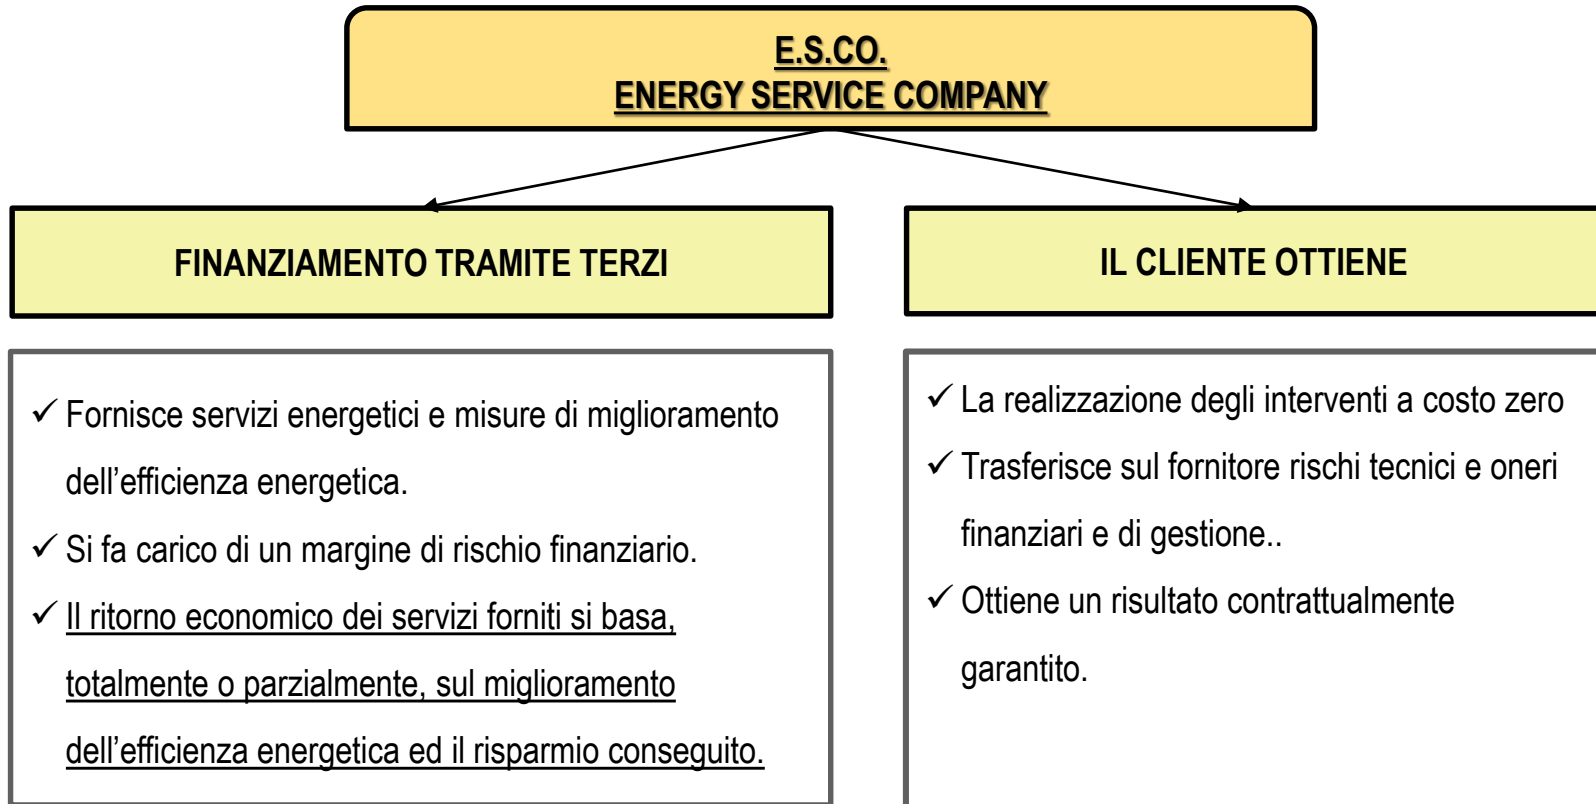 E.S.CO.
ENERGY SERVICE COMPANY
FINANZIAMENTO TRAMITE TERZI
✓ Fornisce servizi energetici e misure di miglioramento
dell’efficienza energetica.
✓ Si fa carico di un margine di rischio finanziario.
✓ Il ritorno economico dei servizi forniti si basa,
totalmente o parzialmente, sul miglioramento
dell’efficienza energetica ed il risparmio conseguito.
IL CLIENTE OTTIENE
✓ La realizzazione degli interventi a costo zero
✓ Trasferisce sul fornitore rischi tecnici e oneri
finanziari e di gestione..
✓ Ottiene un risultato contrattualmente
garantito.